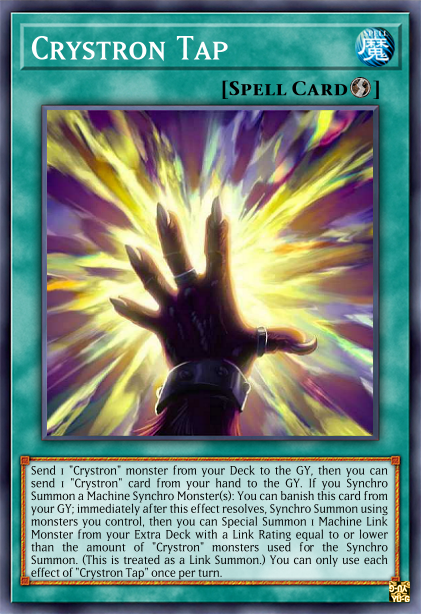 Crystron Tap
SPELL
魔
[Spell Card]
Send 1 "Crystron" monster from your Deck to the GY, then you can
send 1 "Crystron" card from your hand to the GY. If you Synchro
Summon a Machine Synchro Monster(s): You can banish this card from
your GY; immediately after this effect resolves, Synchro Summon using
monsters you control, then you can Special Summon 1 Machine Link
Monster from your Extra Deck with a Link Rating equal to or lower
than the amount of "Crystron" monsters used for the Synchro
Summon. (This is treated as a Link Summon.) You can only use each
effect of "Crystron Tap" once per turn.